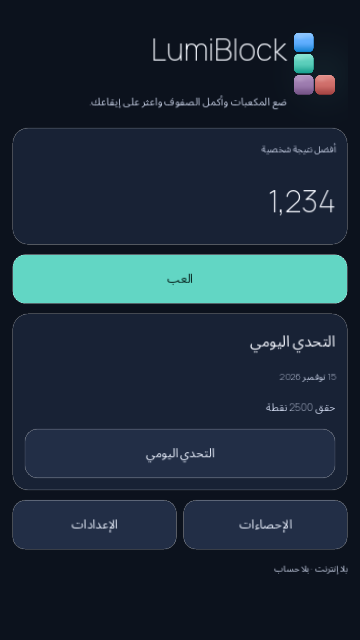 LumiBlock
ضع المكعبات وأكمل الصفوف واعثر على إيقاعك.
أفضل نتيجة شخصية
1,234
العب
التحدي اليومي
15 نوفمبر 2026
حقق 2500 نقطة
التحدي اليومي
الإحصاءات
الإعدادات
بلا إنترنت · بلا حساب